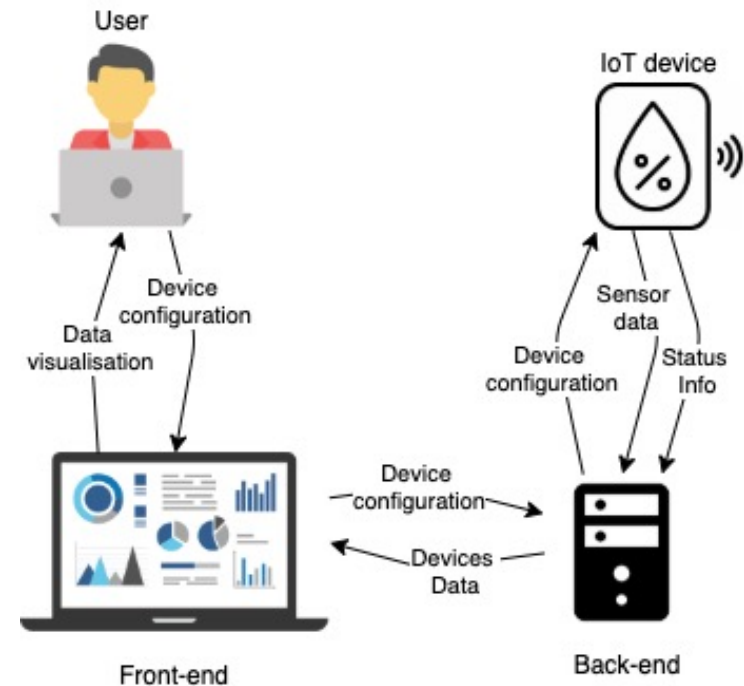 User
IoT device
Device
configuration
Data
visualisation
Sensor
data
Device
configuration
Status
Info
Device
configuration
Devices
Data
Front-end
Back-end